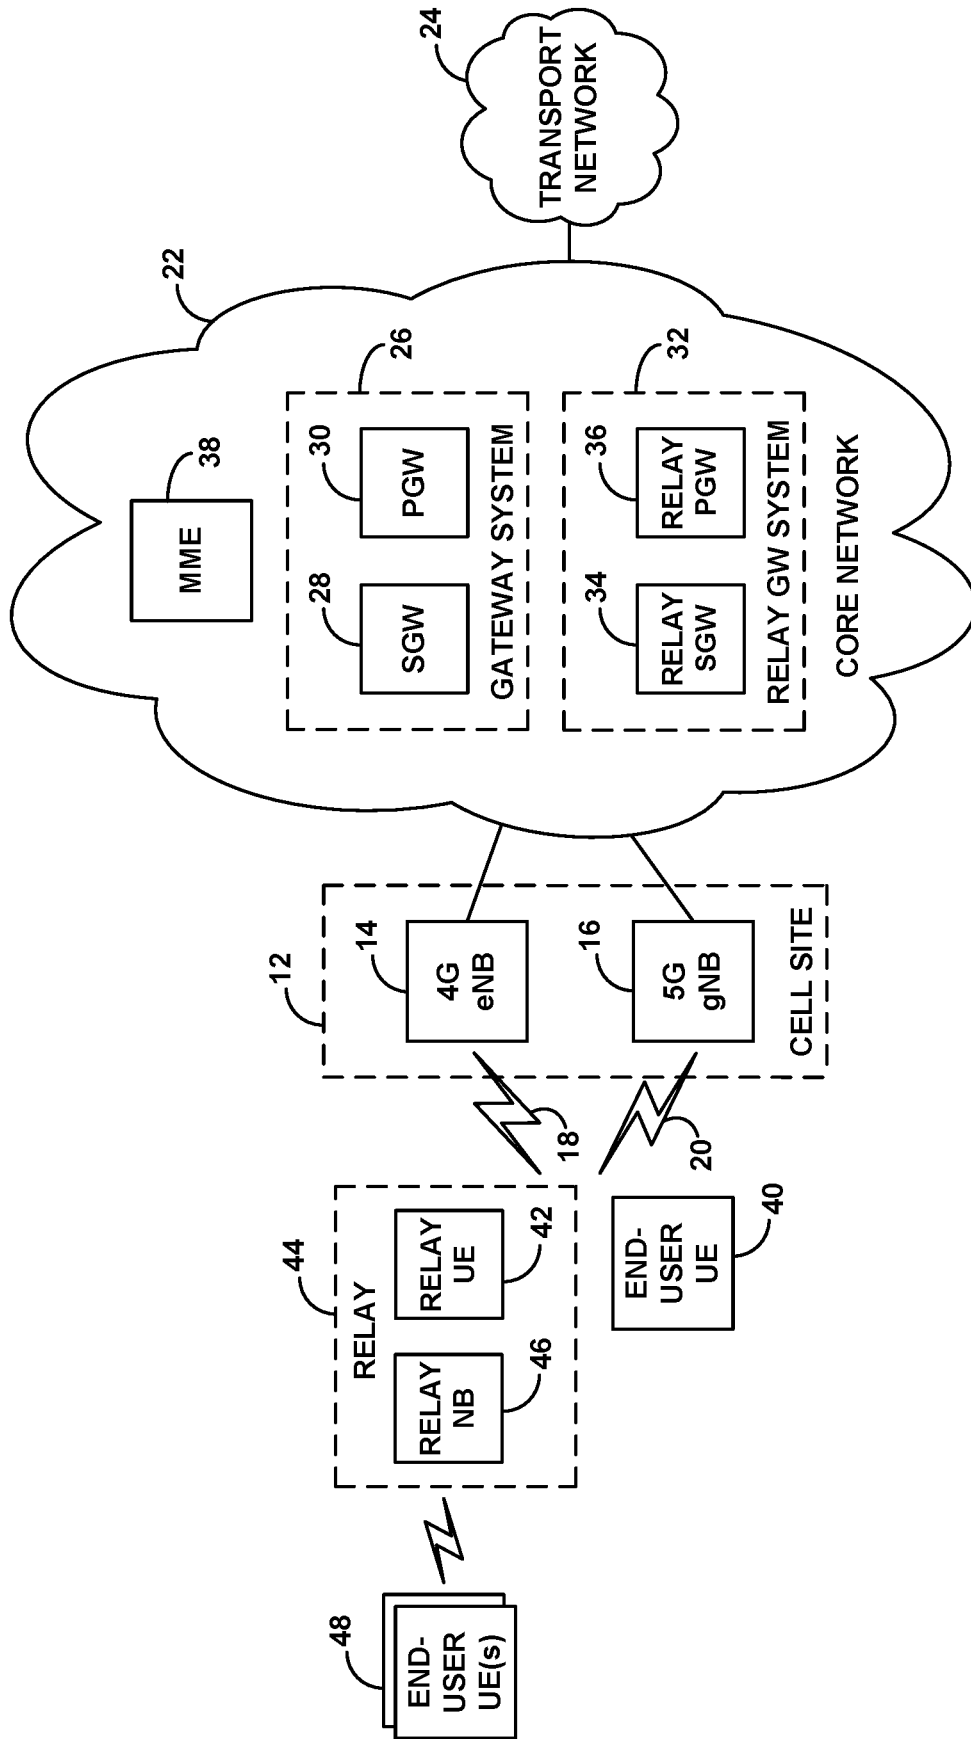 48
END-
USER
UE(s)
44
RELAY
RELAY
NB
46
RELAY
UE
42
END-
USER
UE
40
18
20
12
14
4G
eNB
16
5G
gNB
CELL SITE
22
MME
38
26
28
SGW
30
PGW
GATEWAY SYSTEM
32
34
RELAY
SGW
36
RELAY
PGW
RELAY GW SYSTEM
CORE NETWORK
24
TRANSPORT
NETWORK